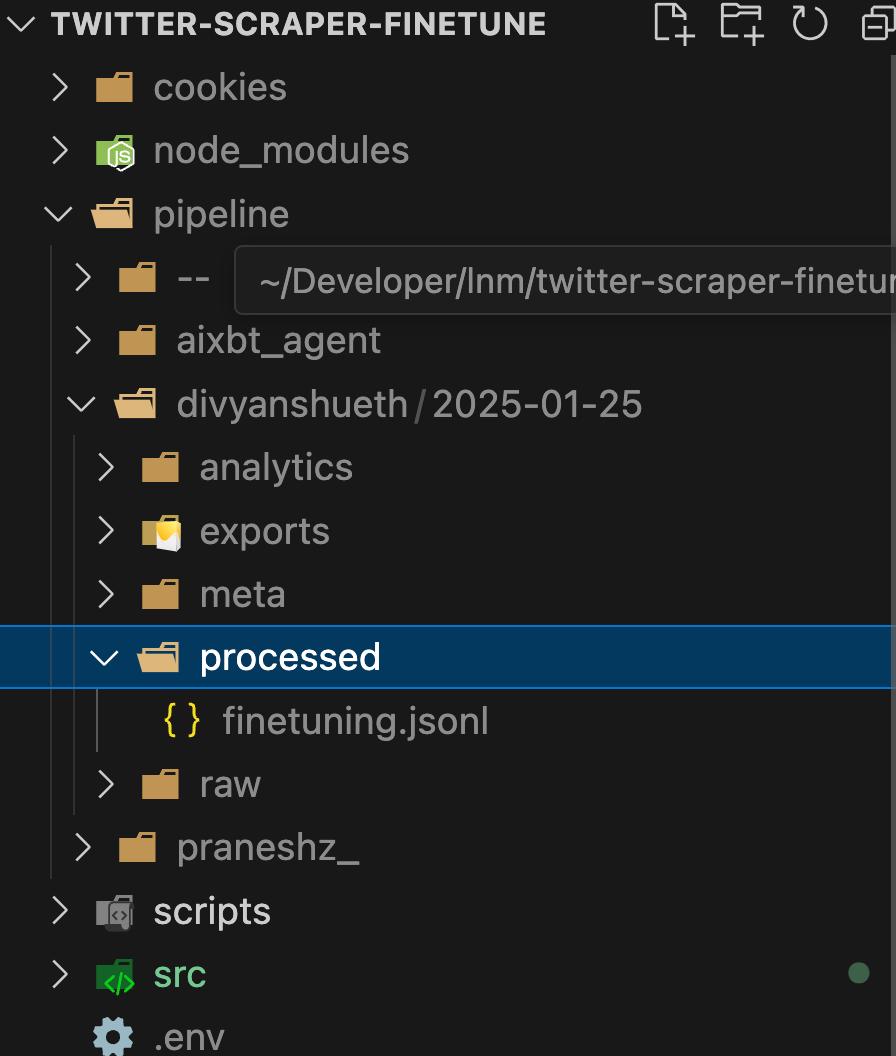 TWITTER-SCRAPER-FINETUNE
cookies
node_modules
pipeline
--
~/Developer/lnm/twitter-scraper-finetu
aixbt_agent
divyanshueth/2025-01-25
analytics
exports
meta
processed
{ } finetuning.jsonl
raw
praneshz_
scripts
src
.env